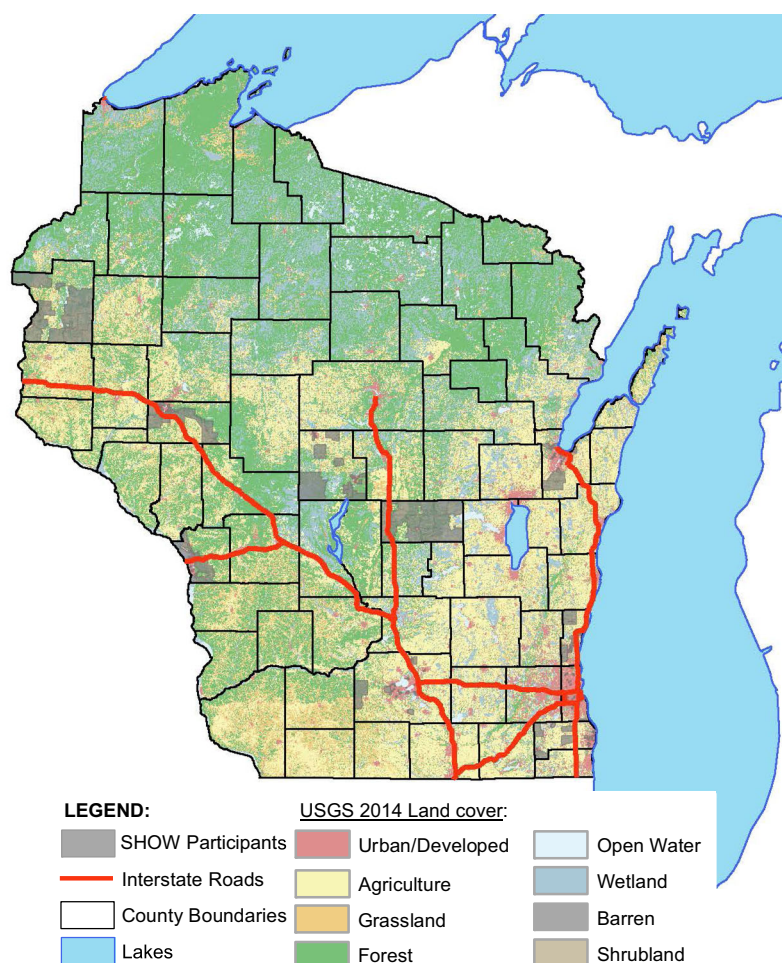 LEGEND:
SHOW Participants
Interstate Roads
County Boundaries
Lakes
USGS 2014 Land cover:
Urban/Developed
Agriculture
Grassland
Forest
Open Water
Wetland
Barren
Shrubland